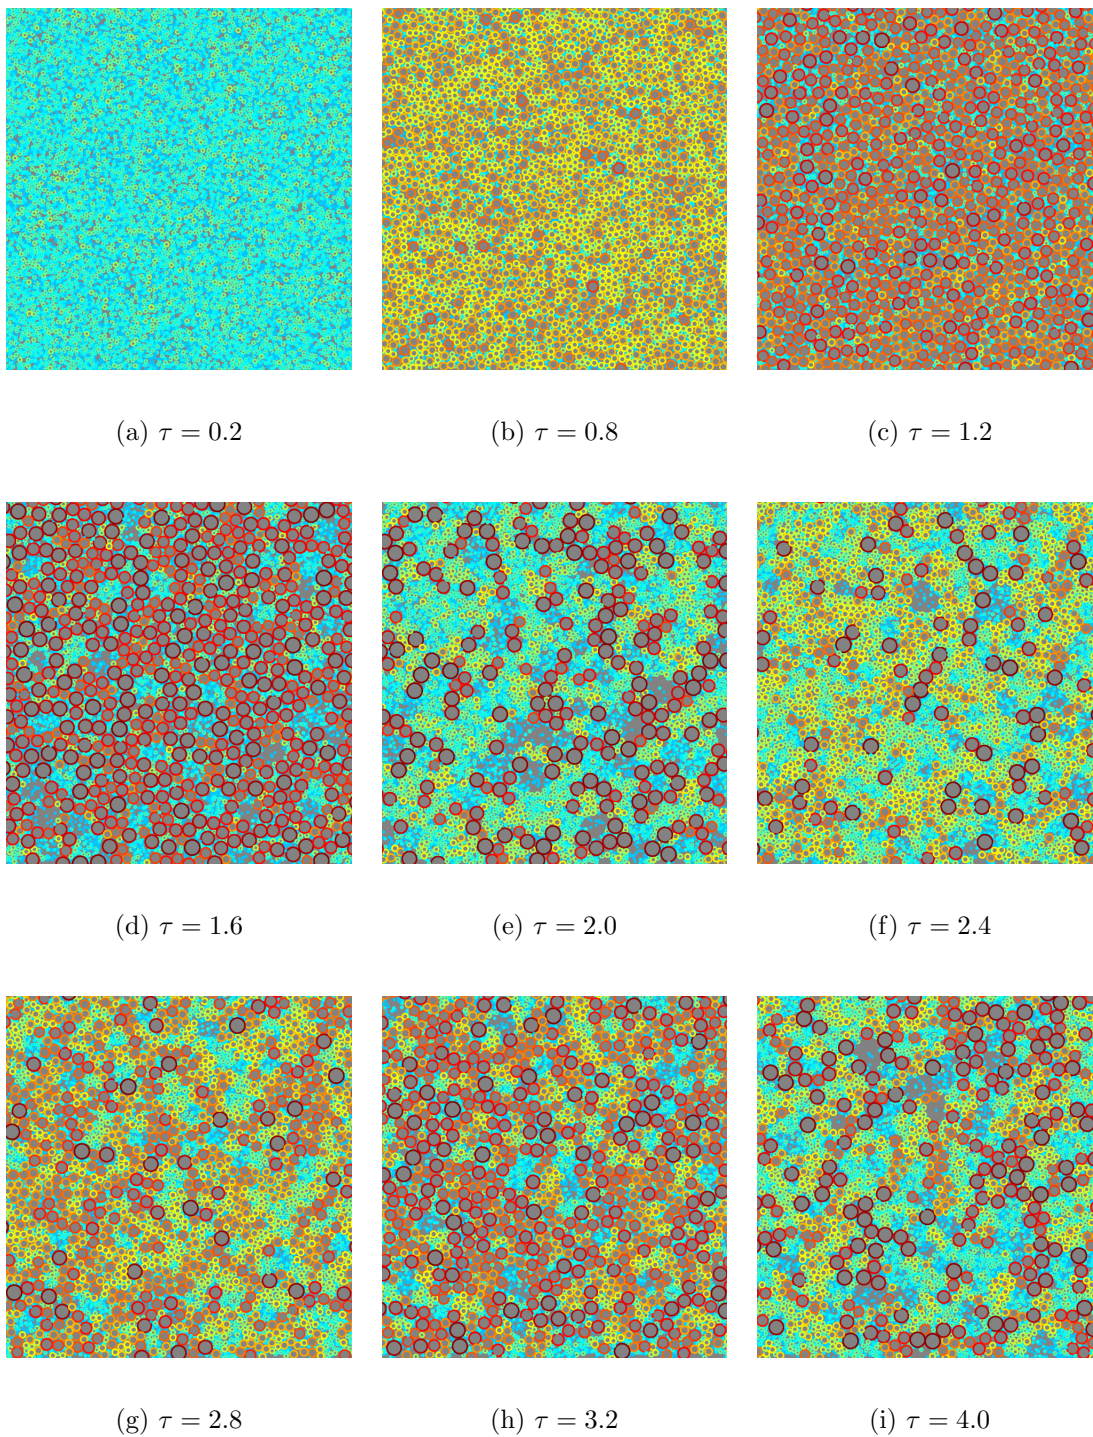 (a) τ = 0.2
(b) τ = 0.8
(c) τ = 1.2
(d) τ = 1.6
(e) τ = 2.0
(f) τ = 2.4
(g) τ = 2.8
(h) τ = 3.2
(i) τ = 4.0